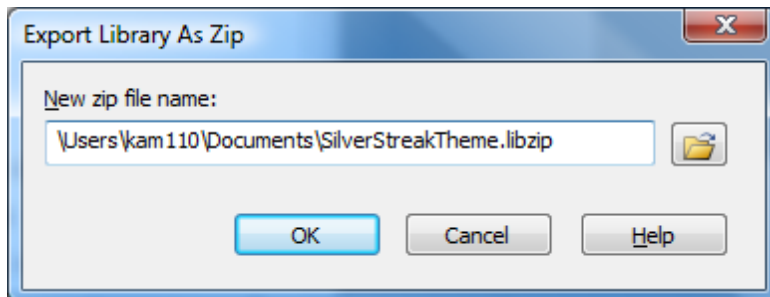 Export Library As Zip
New zip file name:
\Users\kam110\Documents\SilverStreakTheme.libzip
OK Cancel Help